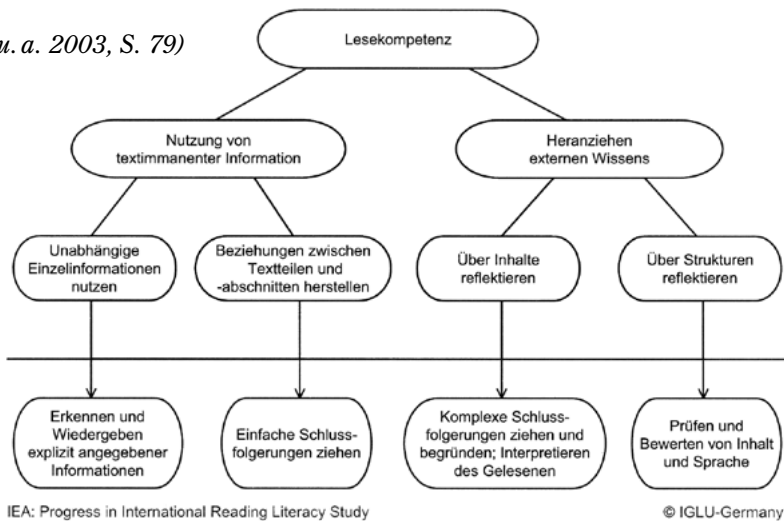 u. a. 2003, S. 79)
Lesekompetenz
Nutzung von
textimmanenter Information
Heranziehen
externen Wissens
Unabhängige
Einzelinformationen
nutzen
Beziehungen zwischen
Textteilen und
-abschnitten herstellen
Über Inhalte
reflektieren
Über Strukturen
reflektieren
Erkennen und
Wiedergeben
explizit angegebener
Informationen
Einfache Schluss-
folgerungen ziehen
Komplexe Schluss-
folgerungen ziehen und
begründen; Interpretieren
des Gelesenen
Prüfen und
Bewerten von Inhalt
und Sprache
IEA: Progress in International Reading Literacy Study
© IGLU-Germany